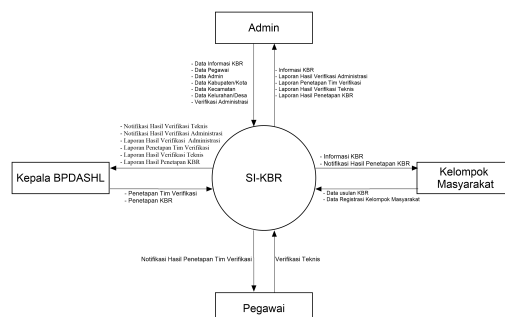 Admin
- Data Informasi KBR
- Data Pegawai
- Data Admin
- Data Kabupaten/Kota
- Data Kecamatan
- Data Kelurahan/Desa
- Verifikasi Administrasi
- Informasi KBR
- Laporan Hasil Verifikasi Administrasi
- Laporan Penetapan Tim Verifikasi
- Laporan Hasil Verifikasi Teknis
- Laporan Hasil Penetapan KBR
- Notifikasi Hasil Verifikasi Teknis
- Notifikasi Hasil Verifikasi Administrasi
- Laporan Hasil Verifikasi Administrasi
- Laporan Penetapan Tim Verifikasi
- Laporan Hasil Verifikasi Teknis
- Laporan Hasil Penetapan KBR
Kepala BPDASHL
- Penetapan Tim Verifikasi
- Penetapan KBR
SI-KBR
- Informasi KBR
- Notifikasi Hasil Penetapan KBR
Kelompok
Masyarakat
- Data usulan KBR
- Data Registrasi Kelompok Masyarakat
Notifikasi Hasil Penetapan Tim Verifikasi
Verifikasi Teknis
Pegawai